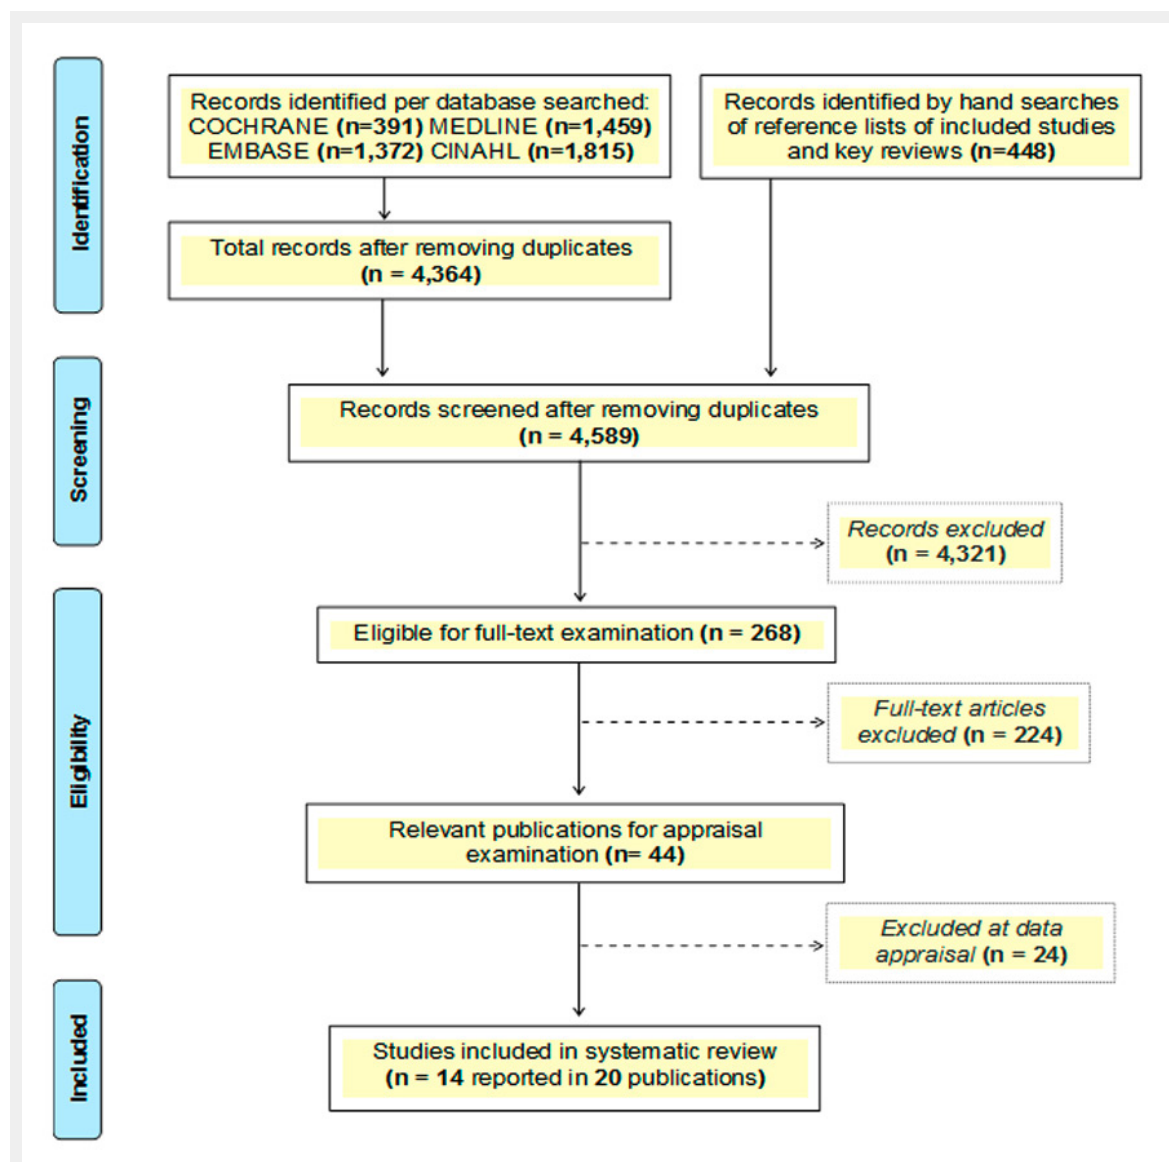 Identification
Records identified per database searched:
COCHRANE (n=391) MEDLINE (n=1,459)
EMBASE (n=1,372) CINAHL (n=1,815)
Records identified by hand searches
of reference lists of included studies
and key reviews (n=448)
Total records after removing duplicates
(n = 4,364)
Screening
Records screened after removing duplicates
(n = 4,589)
Records excluded
(n = 4,321)
Eligibility
Eligible for full-text examination (n = 268)
Full-text articles
excluded (n = 224)
Relevant publications for appraisal
examination (n= 44)
Excluded at data
appraisal (n = 24)
Included
Studies included in systematic review
(n = 14 reported in 20 publications)